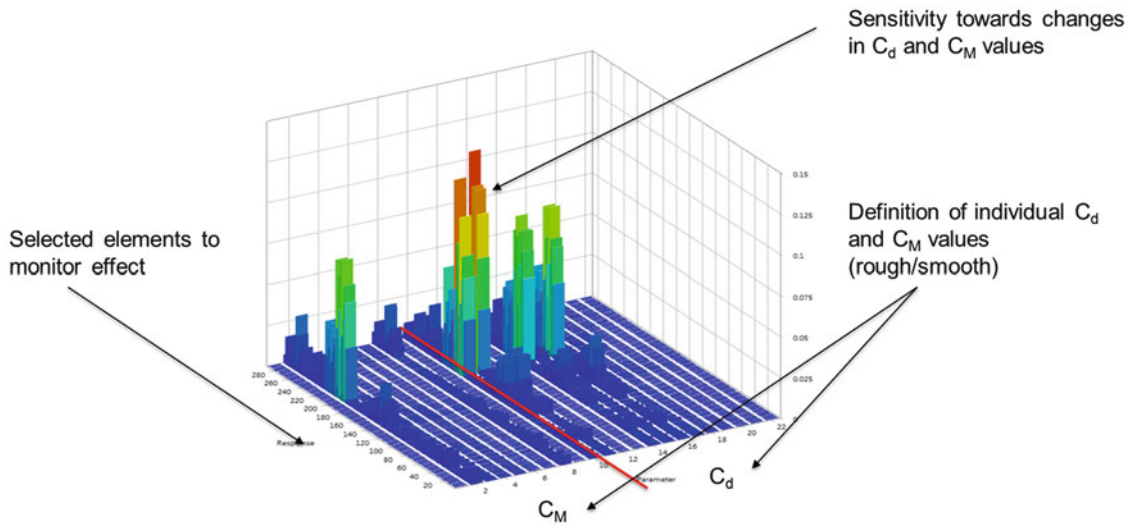 Sensitivity towards changes
in Cd and CM values
Selected elements to
monitor effect
Definition of individual Cd
and CM values
(rough/smooth)
0.15
0.125
0.1
0.075
0.05
0.025
0
280
260
240
220
200
180
160
140
120
100
80
60
40
20
Response
2
4
6
8
10
12
14
16
18
20
22
Parameter
CM
Cd